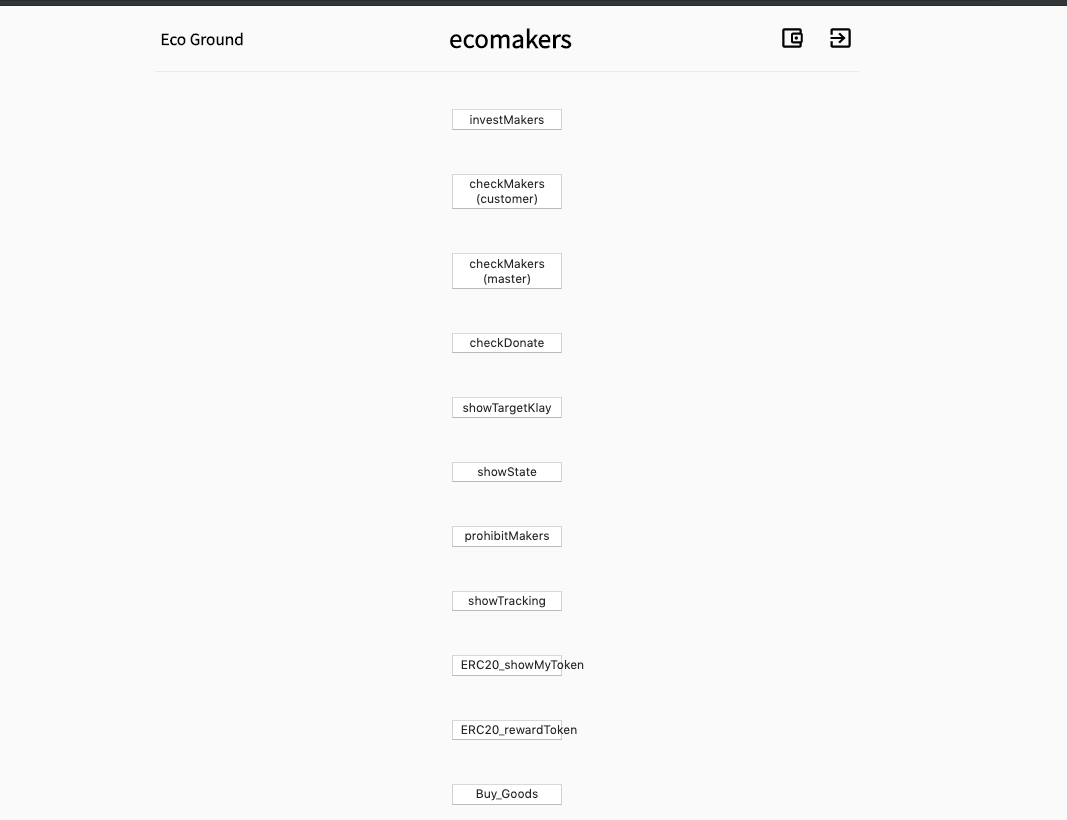 Eco Ground
ecomakers
investMakers
checkMakers
(customer)
checkMakers
(master)
checkDonate
showTargetKlay
showState
prohibitMakers
showTracking
ERC20_showMyToken
ERC20_rewardToken
Buy_Goods